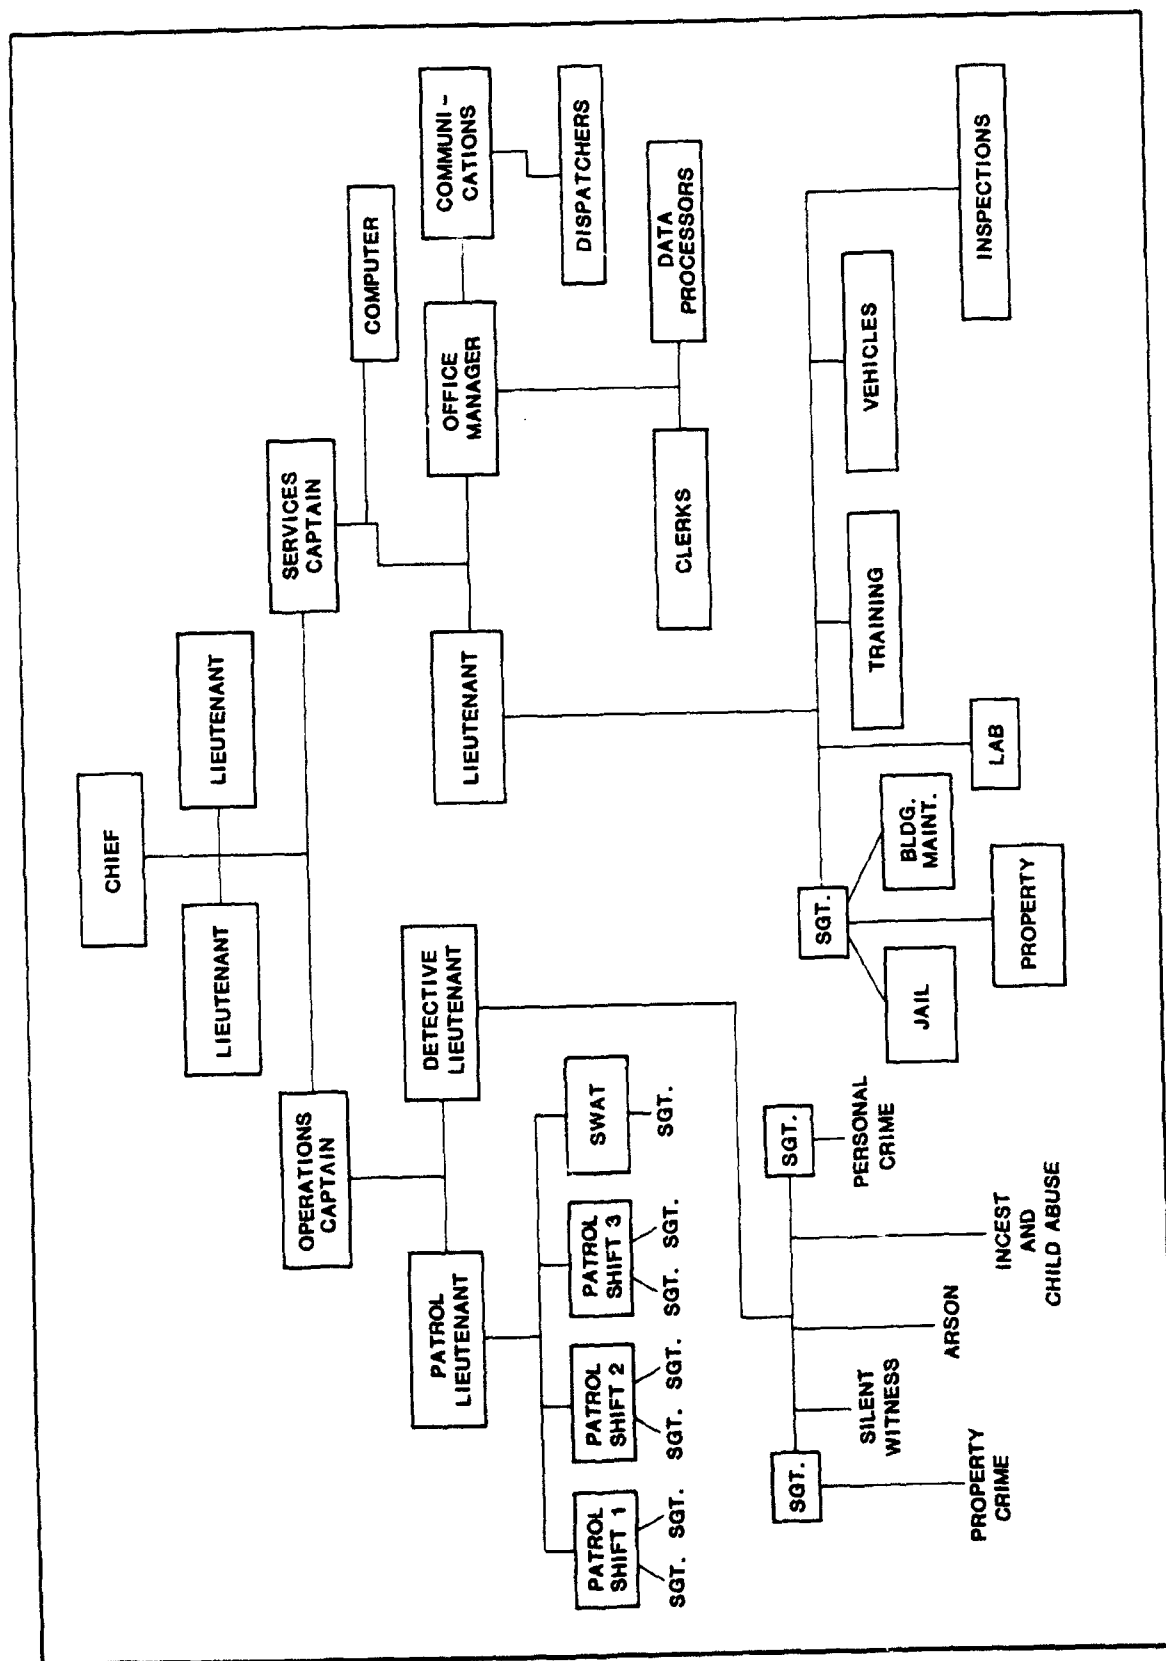 CHIEF
LIEUTENANT
LIEUTENANT
OPERATIONS
CAPTAIN
SERVICES
CAPTAIN
COMPUTER
PATROL
LIEUTENANT
DETECTIVE
LIEUTENANT
LIEUTENANT
OFFICE
MANAGER
COMMUNI-
CATIONS
DISPATCHERS
PATROL
SHIFT 1
PATROL
SHIFT 2
PATROL
SHIFT 3
SWAT
SGT. SGT.
SGT. SGT.
SGT. SGT.
SGT.
CLERKS
DATA
PROCESSORS
SGT.
SGT.
PROPERTY
CRIME
SILENT
WITNESS
ARSON
INCEST
AND
CHILD ABUSE
PERSONAL
CRIME
SGT.
JAIL
PROPERTY
BLDG.
MAINT.
LAB
TRAINING
VEHICLES
INSPECTIONS